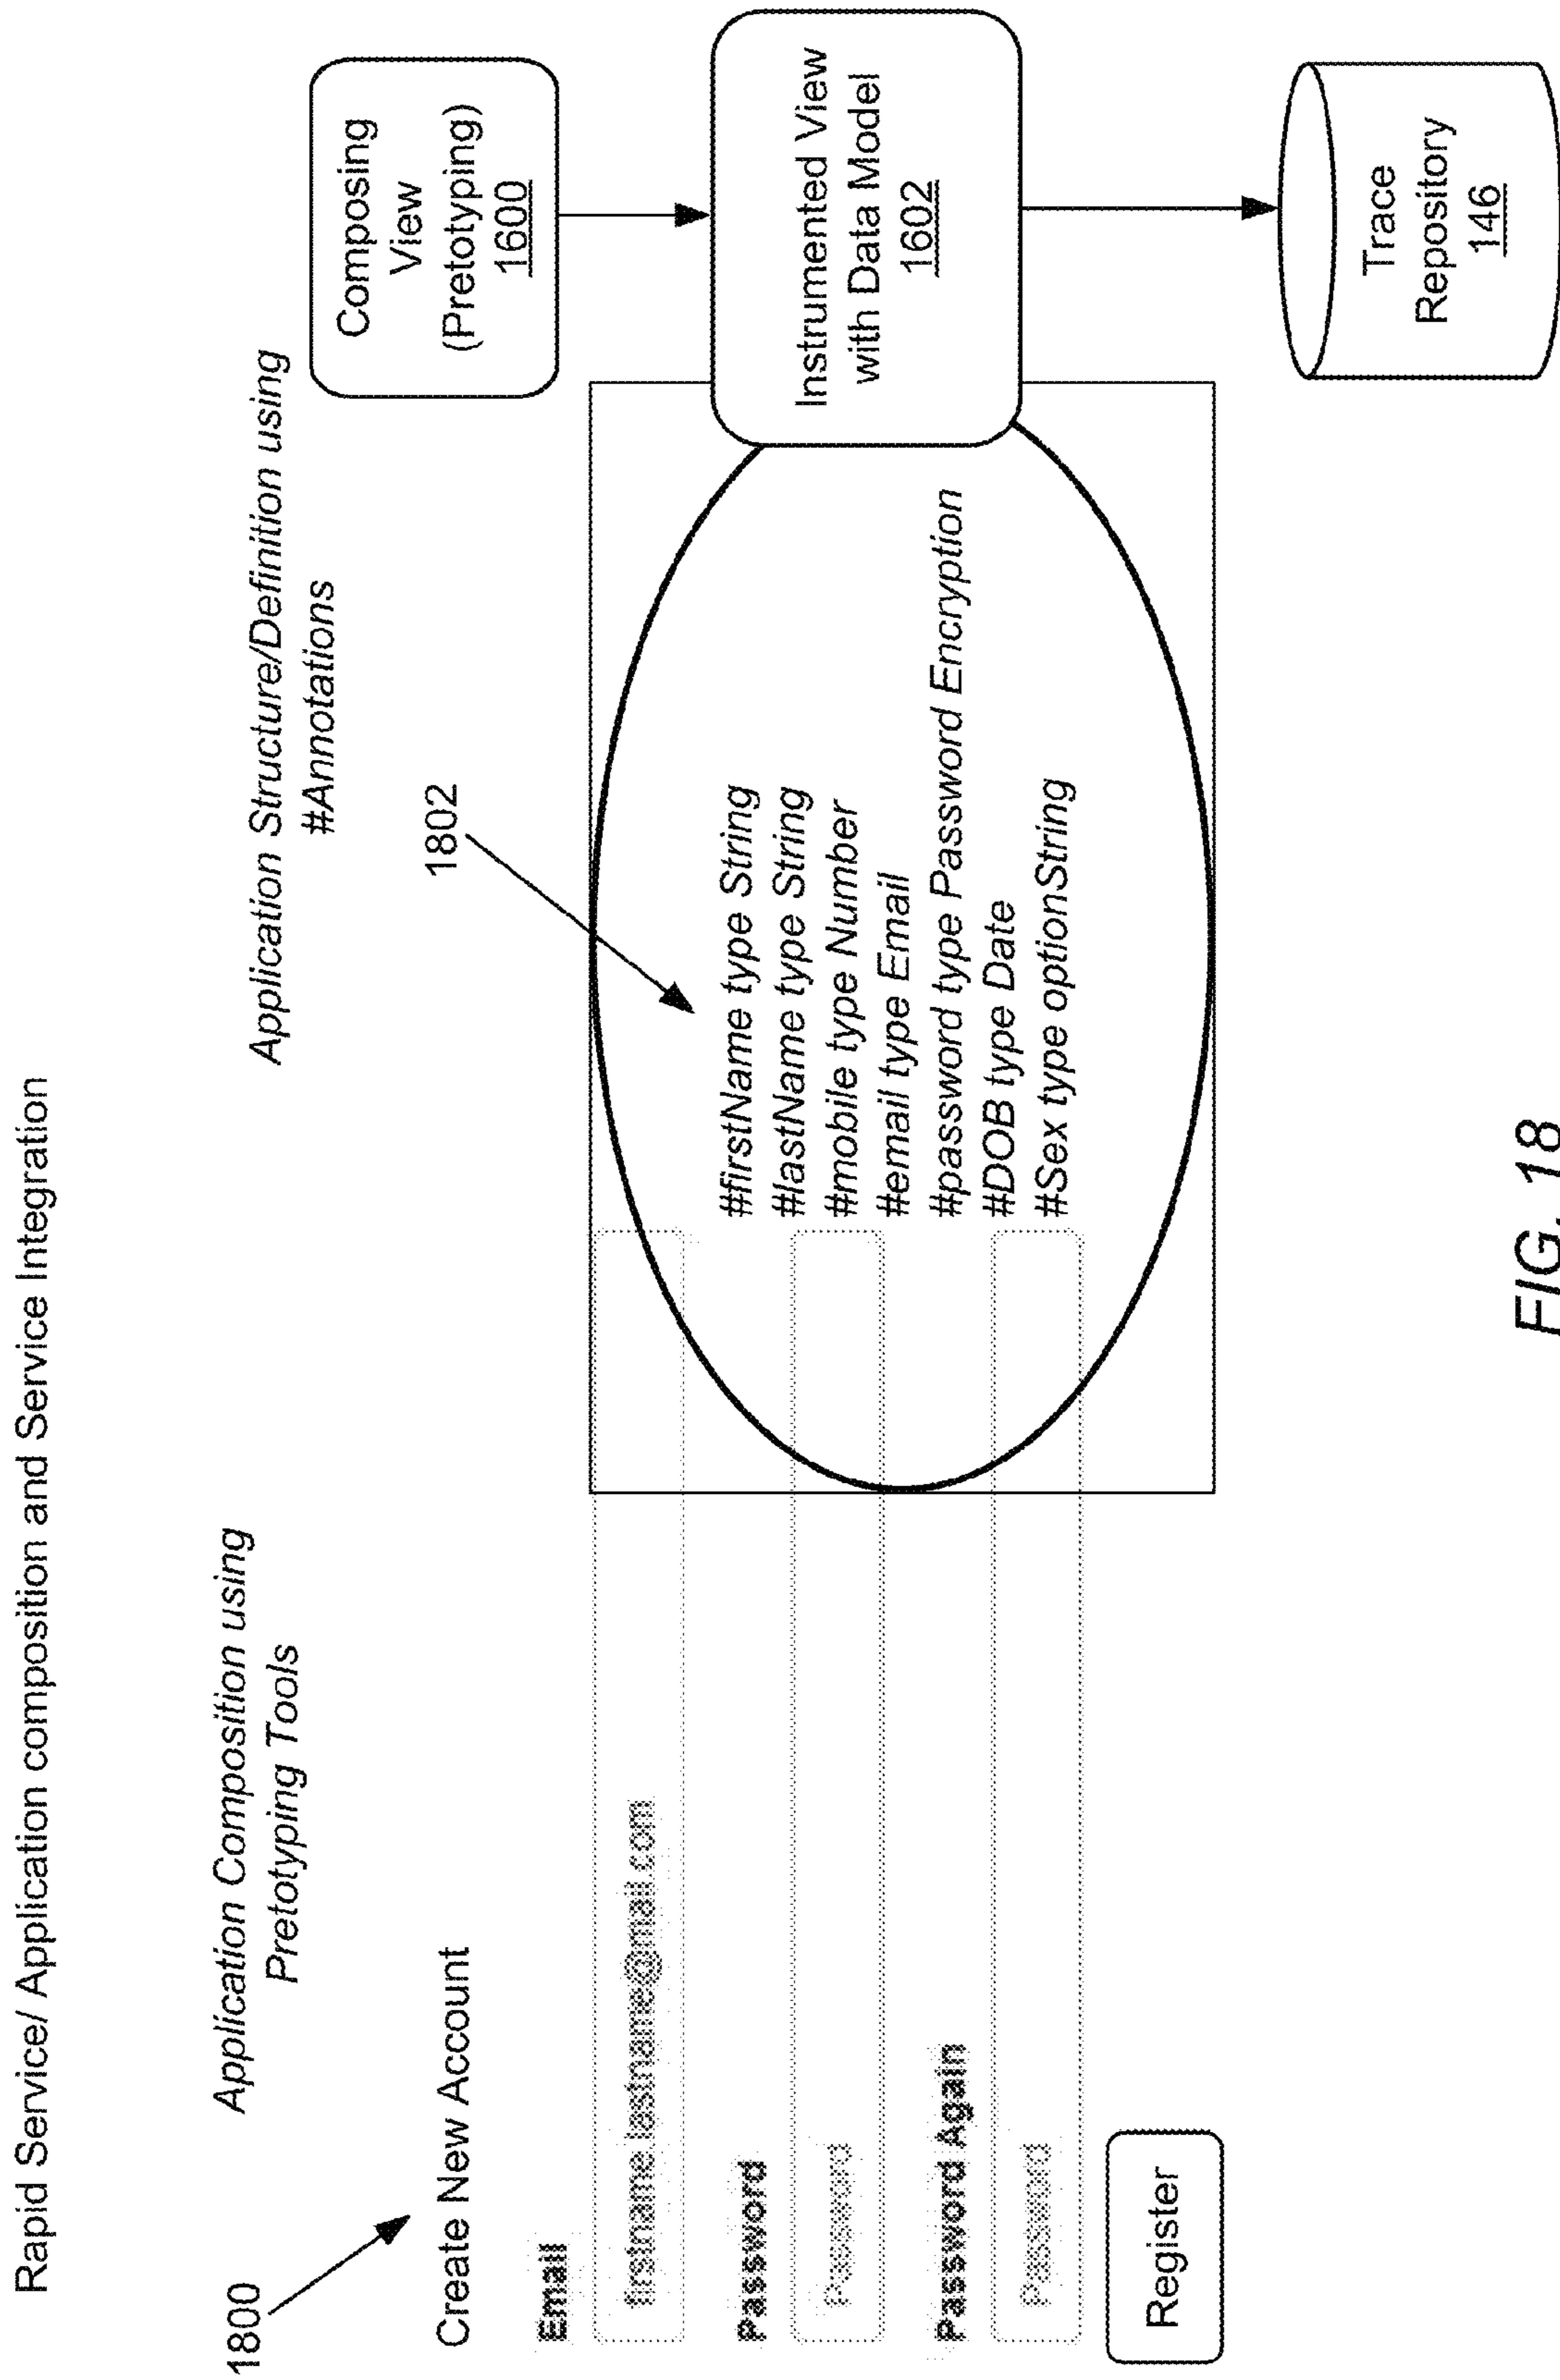 Rapid Service/ Application composition and Service Integration
1800
Application Composition using
Pretotyping Tools
Create New Account
Email
firstname.lastname@mail.com
Password
Password
Password Again
Password
Register
Application Structure/Definition using
#Annotations
1802
#firstName type String
#lastName type String
#mobile type Number
#email type Email
#password type Password Encryption
#DOB type Date
#Sex type optionString
Composing
View
(Pretotyping)
1600
Instrumented View
with Data Model
1602
Trace
Repository
146
FIG. 18